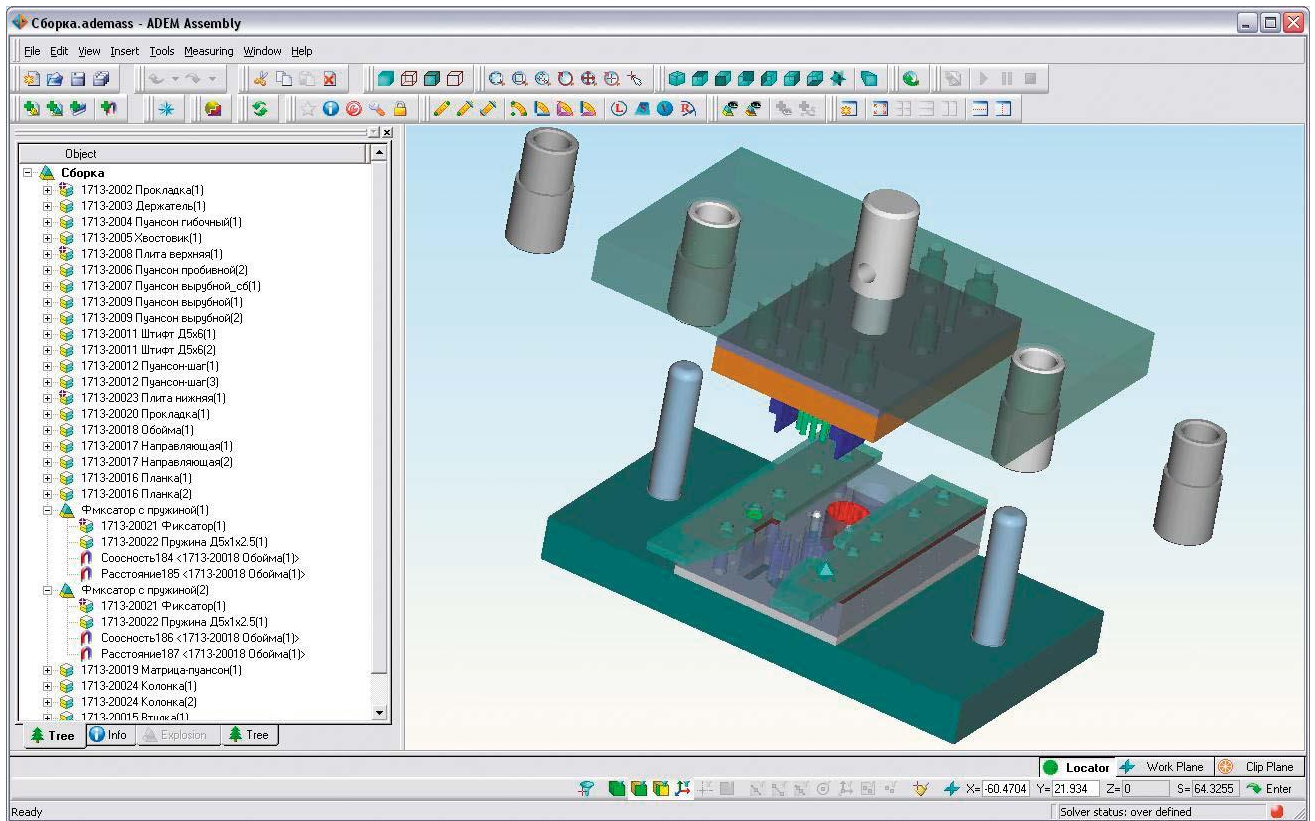 Сборка.ademass - ADEM Assembly
File Edit View Insert Tools Measuring Window Help
Object
Сборка
1713-2002 Прокладка(1)
1713-2003 Держатель(1)
1713-2004 Пуансон гибочный(1)
1713-2005 Хвостовик(1)
1713-2008 Плита верхняя(1)
1713-2006 Пуансон пробивной(2)
1713-2007 Пуансон вырубной_сб(1)
1713-2009 Пуансон вырубной(1)
1713-2009 Пуансон вырубной(2)
1713-20011 Штифт Д5х6(1)
1713-20011 Штифт Д5х6(2)
1713-20012 Пуансон-шаг(1)
1713-20012 Пуансон-шаг(3)
1713-20023 Плита нижняя(1)
1713-20020 Прокладка(1)
1713-20018 Обойма(1)
1713-20017 Направляющая(1)
1713-20017 Направляющая(2)
1713-20016 Планка(1)
1713-20016 Планка(2)
Фмксатор с пружиной(1)
1713-20021 Фиксатор(1)
1713-20022 Пружина Д5х1х2.5(1)
Соосность184 <1713-20018 Обойма(1)>
Расстояние185 <1713-20018 Обойма(1)>
Фмксатор с пружиной(2)
1713-20021 Фиксатор(1)
1713-20022 Пружина Д5х1х2.5(1)
Соосность186 <1713-20018 Обойма(1)>
Расстояние187 <1713-20018 Обойма(1)>
1713-20019 Матрица-пуансон(1)
1713-20024 Колонка(1)
1713-20024 Колонка(2)
1713-20015 Втулка(1)
Tree Info Explosion Tree
Locator Work Plane Clip Plane
X= -60.4704 Y= 21.934 Z= 0 S= 64.3255 Enter
Ready Solver status: over defined